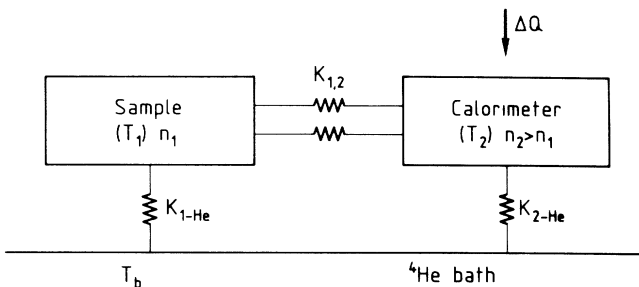 ΔQ
K1,2
Sample
(T1) n1
Calorimeter
(T2) n2>n1
K1-He
K2-He
Tb
4He bath